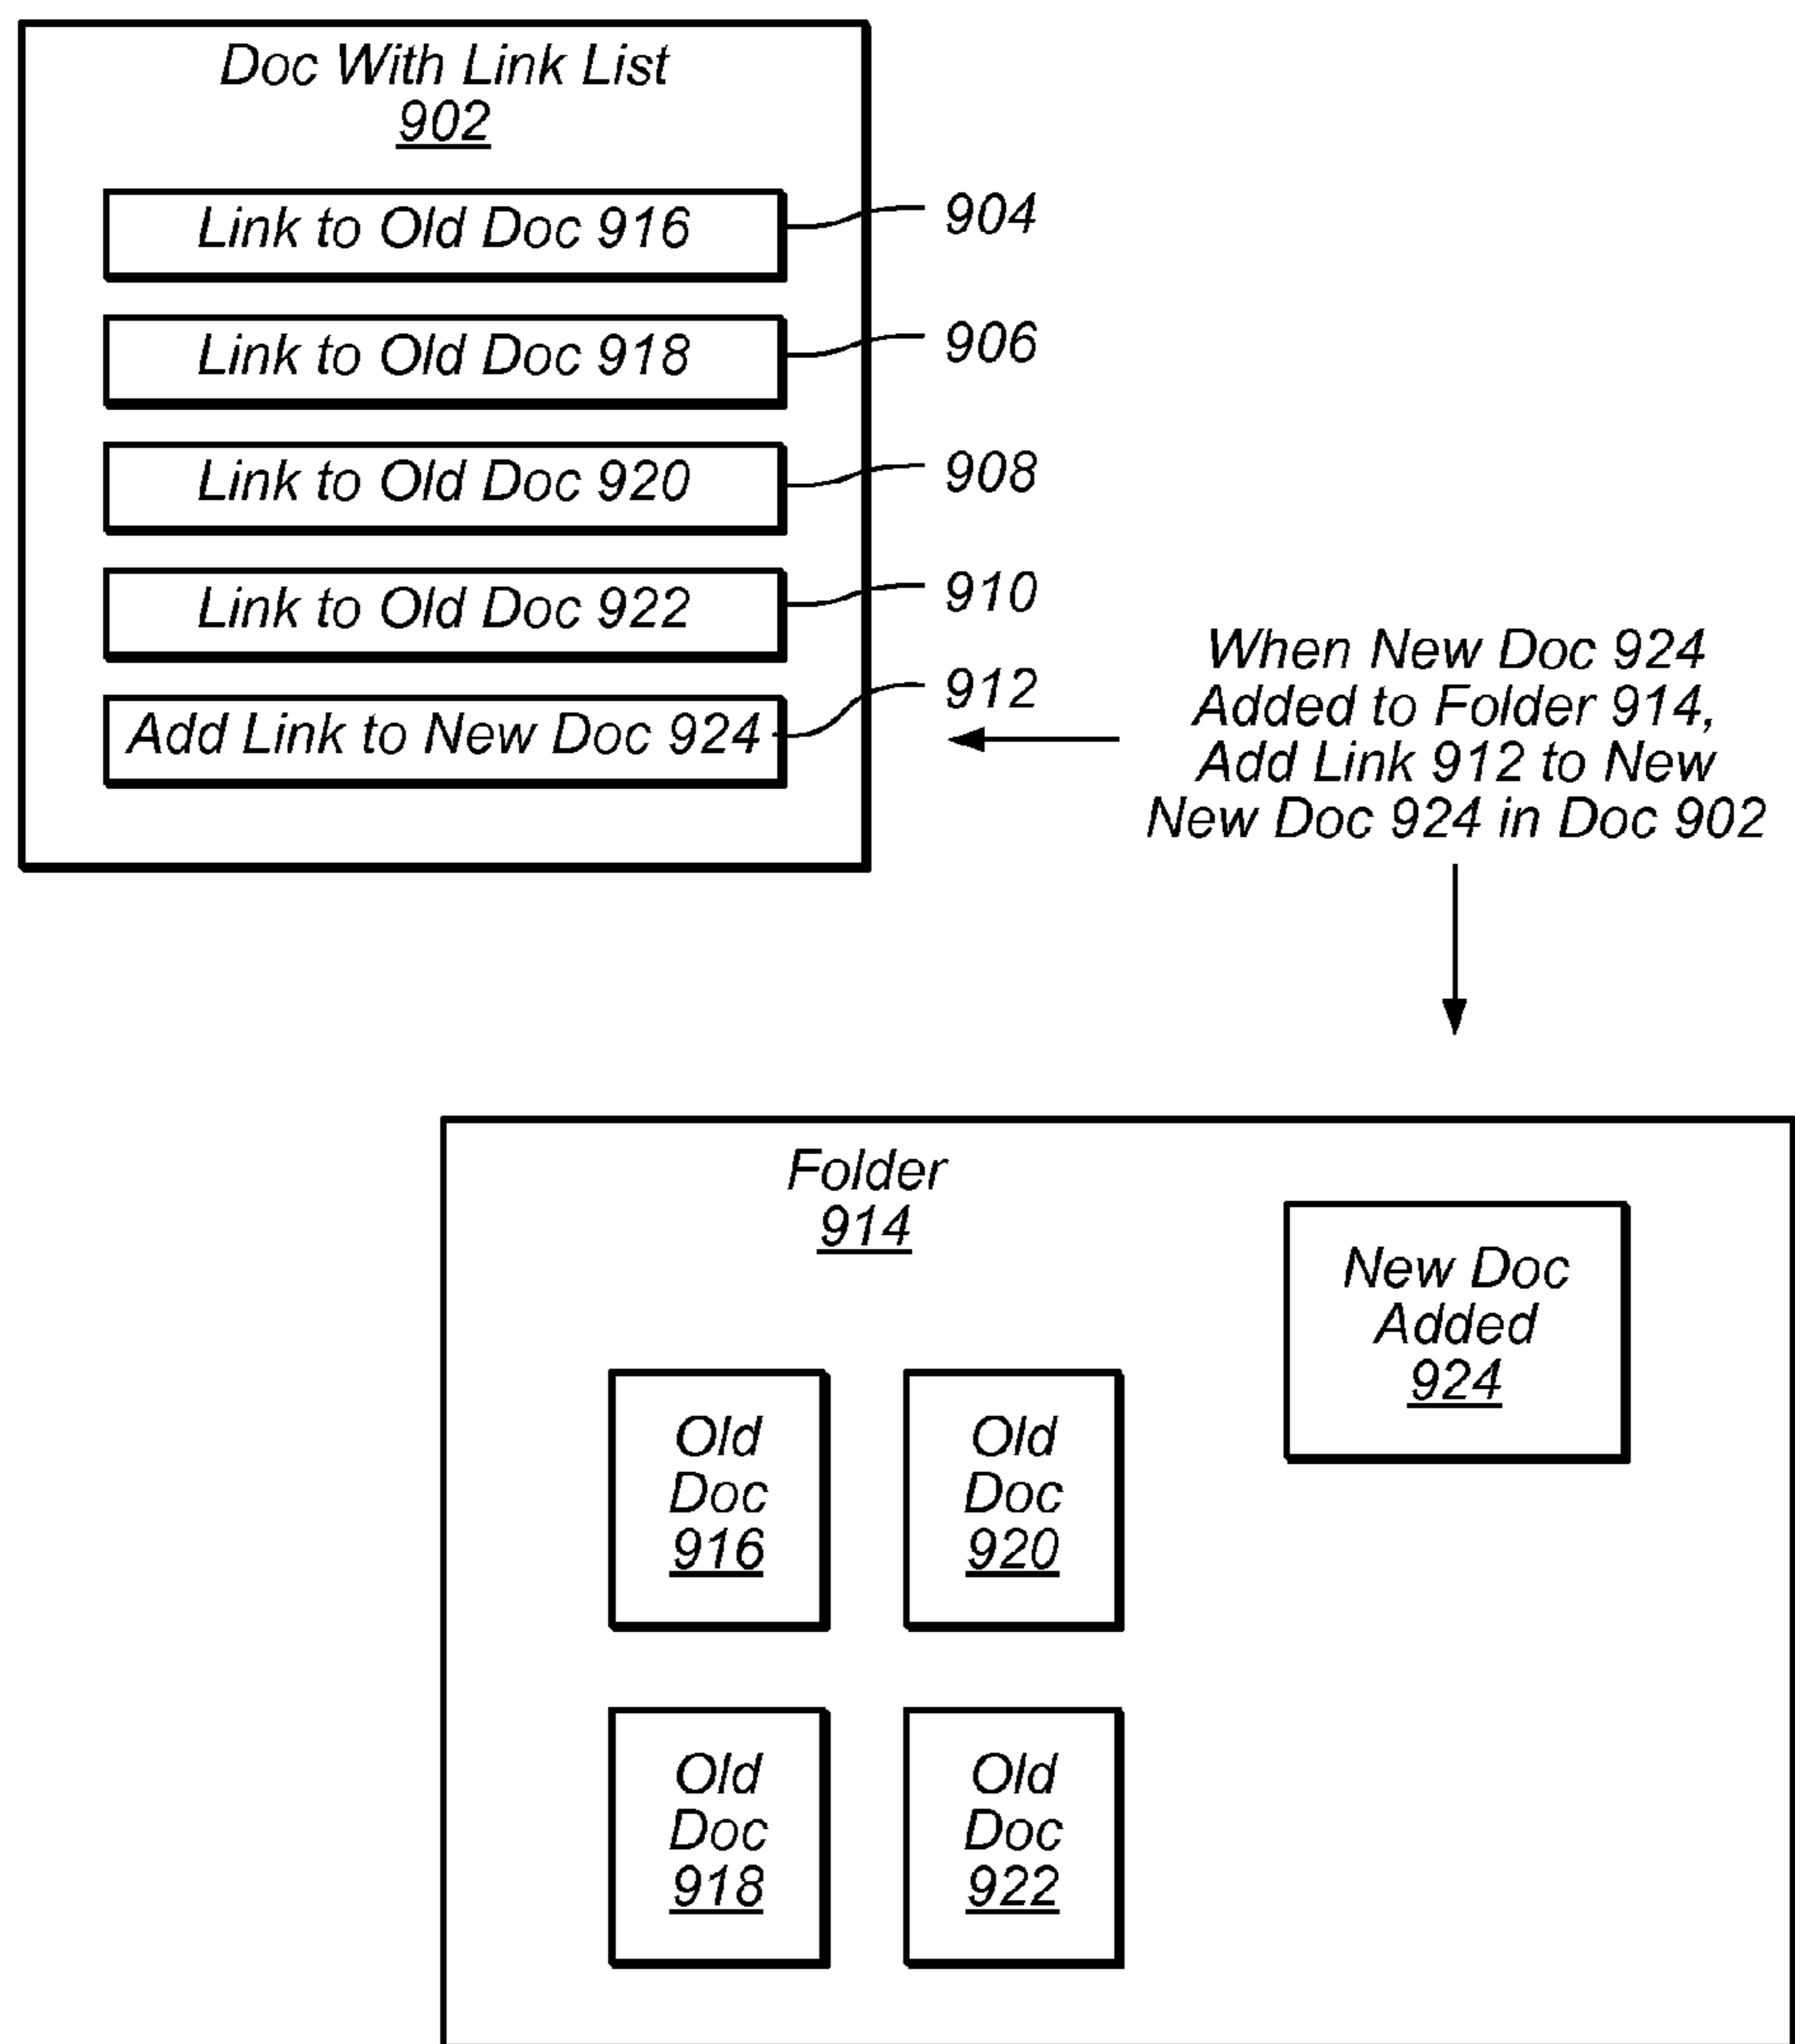 Doc With Link List
902
Link to Old Doc 916
904
Link to Old Doc 918
906
Link to Old Doc 920
908
Link to Old Doc 922
910
Add Link to New Doc 924
912
When New Doc 924
Added to Folder 914,
Add Link 912 to New
New Doc 924 in Doc 902
Folder
914
New Doc
Added
924
Old
Doc
916
Old
Doc
920
Old
Doc
918
Old
Doc
922